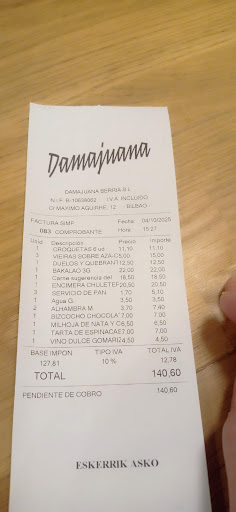 Damajuana
DAMAJUANA BERRIA S.L
N.I.F. B-10638002 I.V.A. INCLUIDO
C/ MAXIMO AGUIRRE, 12 BILBAO
FACTURA SIMP. Fecha: 04/10/2025
083 COMPROBANTE Hora 15:27
Unid Descripción Precio Importe
1 CROQUETAS 6 ud 11,10 11,10
3 VIEIRAS SOBRE AZA 5,00 15,00
1 DUELOS Y QUEBRANT 12,50 12,50
1 BAKALAO 3G 22,00 22,00
1 Carne sugerencia del 18,50 18,50
1 ENCIMERA CHULETER 20,50 20,50
3 SERVICIO DE PAN 1,70 5,10
1 Agua G. 3,50 3,50
2 ALHAMBRA M 3,70 7,40
1 BIZCOCHO CHOCOLA 7,00 7,00
1 MILHOJA DE NATA Y C 6,50 6,50
1 TARTA DE ESPINACA 7,00 7,00
1 VINO DULCE GOMARI 4,50 4,50
BASE IMPON TIPO IVA TOTAL IVA
127,81 10 % 12,78
TOTAL 140,60
PENDIENTE DE COBRO 140,60
ESKERRIK ASKO